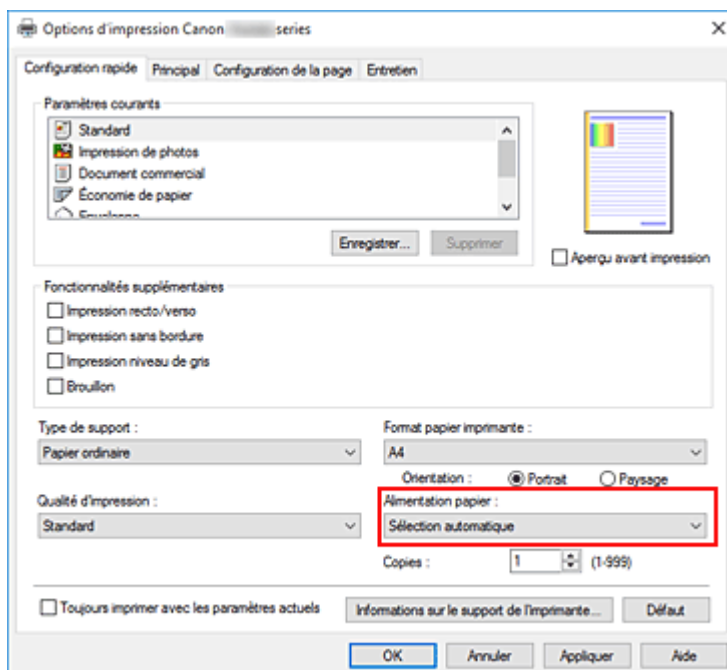 Options d'impression Canon series
Configuration rapide Principal Configuration de la page Entretien
Paramètres courants
Standard
Impression de photos
Document commercial
Économie de papier
Enregistrer... Supprimer
Aperçu avant impression
Fonctionnalités supplémentaires
Impression recto/verso
Impression sans bordure
Impression niveau de gris
Brouillon
Type de support : Format papier imprimante :
Papier ordinaire A4
Orientation : Portrait Paysage
Qualité d'impression : Alimentation papier :
Standard Sélection automatique
Copies : 1 (1-999)
Toujours imprimer avec les paramètres actuels Informations sur le support de l'imprimante... Défaut
OK Annuler Appliquer Aide